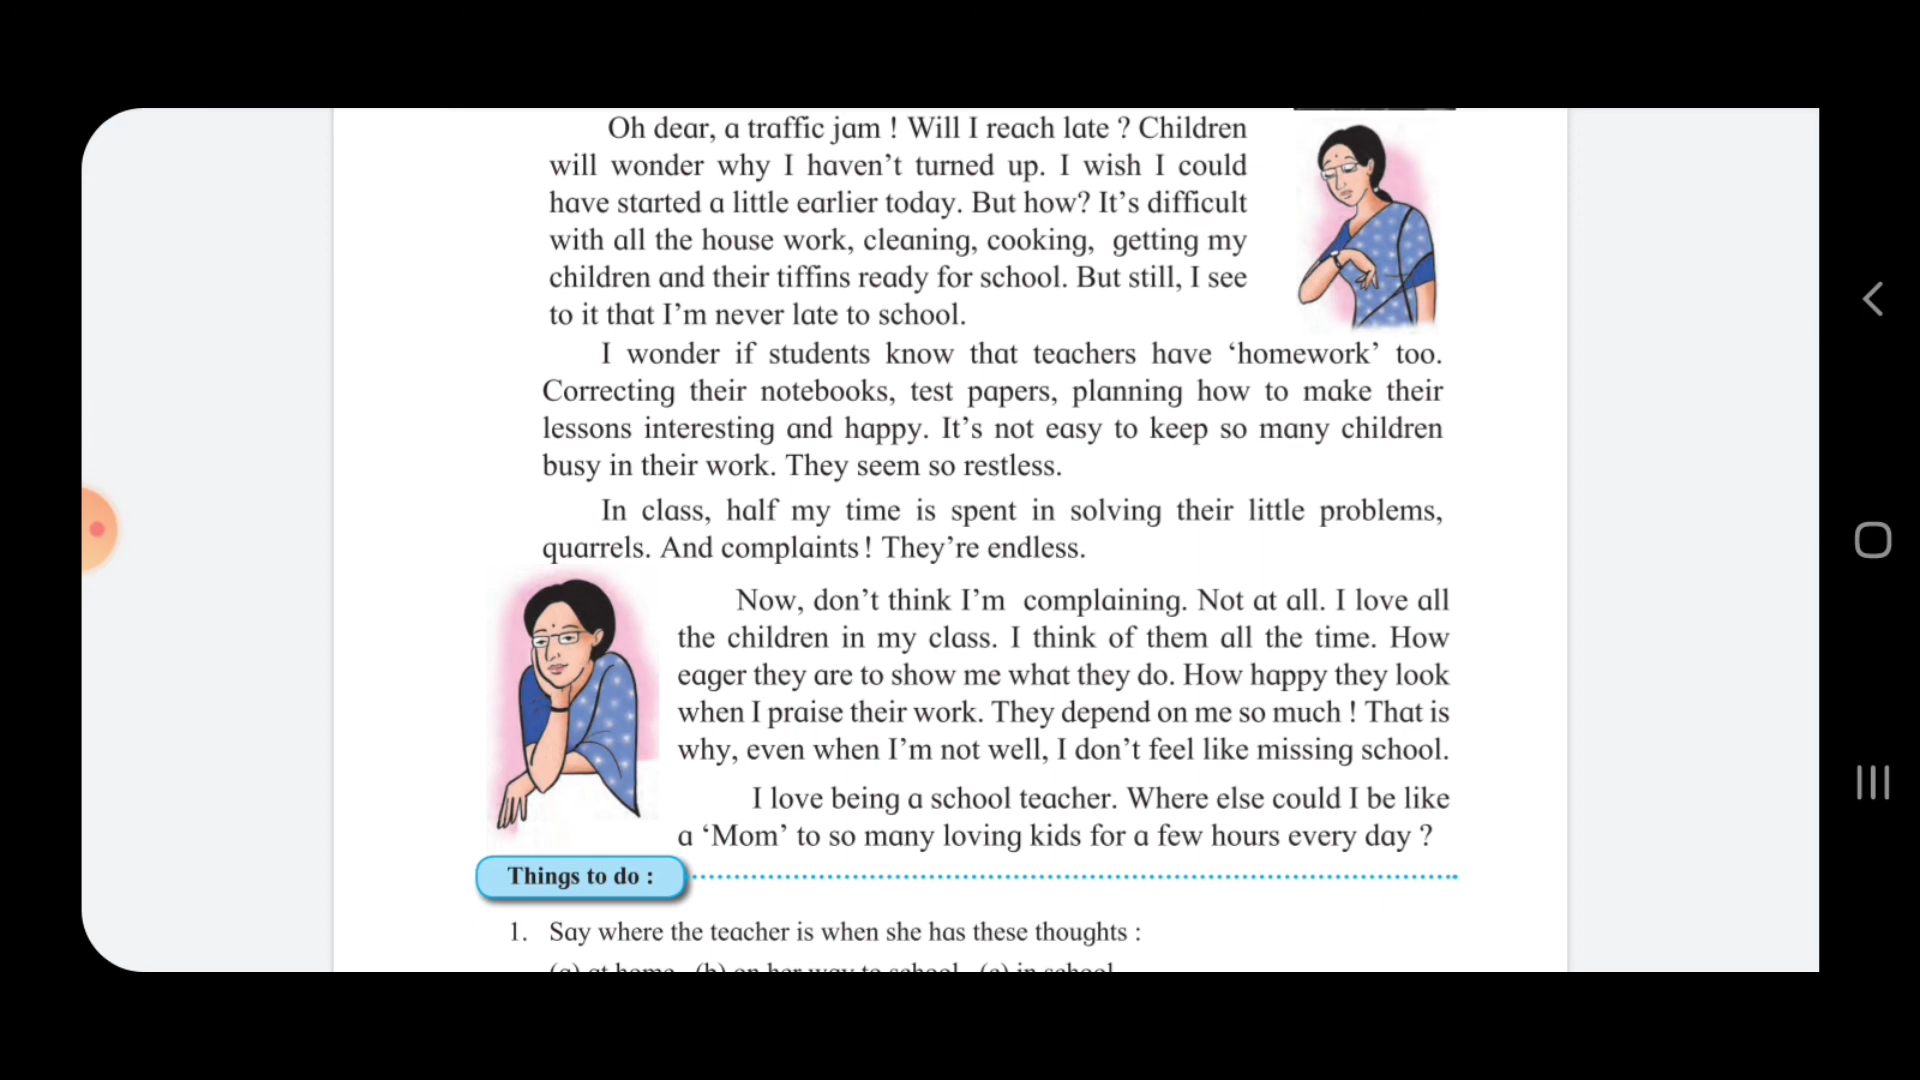 Oh dear, a traffic jam ! Will I reach late ? Children
will wonder why I haven’t turned up. I wish I could
have started a little earlier today. But how? It’s difficult
with all the house work, cleaning, cooking, getting my
children and their tiffins ready for school. But still, I see
to it that I’m never late to school.
I wonder if students know that teachers have ‘homework’ too.
Correcting their notebooks, test papers, planning how to make their
lessons interesting and happy. It’s not easy to keep so many children
busy in their work. They seem so restless.
In class, half my time is spent in solving their little problems,
quarrels. And complaints ! They’re endless.
Now, don’t think I’m complaining. Not at all. I love all
the children in my class. I think of them all the time. How
eager they are to show me what they do. How happy they look
when I praise their work. They depend on me so much ! That is
why, even when I’m not well, I don’t feel like missing school.
I love being a school teacher. Where else could I be like
a ‘Mom’ to so many loving kids for a few hours every day ?
Things to do :
1. Say where the teacher is when she has these thoughts :
(a) at home (b) on her way to school (c) in school